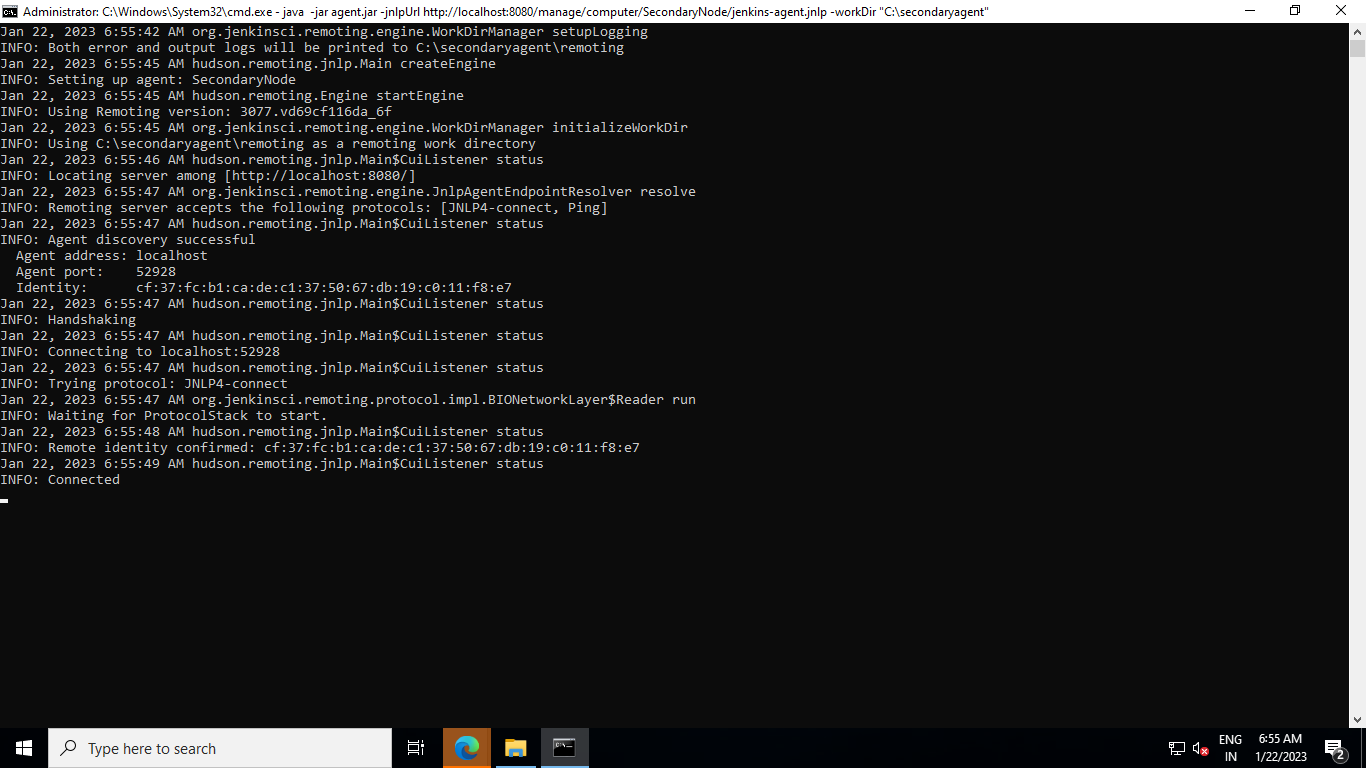 Administrator: C:\Windows\System32\cmd.exe - java  -jar agent.jar -jnlpUrl http://localhost:8080/manage/computer/SecondaryNode/jenkins-agent.jnlp -workDir "C:\secondaryagent"
Jan 22, 2023 6:55:42 AM org.jenkinsci.remoting.engine.WorkDirManager setupLogging
INFO: Both error and output logs will be printed to C:\secondaryagent\remoting
Jan 22, 2023 6:55:45 AM hudson.remoting.jnlp.Main createEngine
INFO: Setting up agent: SecondaryNode
Jan 22, 2023 6:55:45 AM hudson.remoting.Engine startEngine
INFO: Using Remoting version: 3077.vd69cf116da_6f
Jan 22, 2023 6:55:45 AM org.jenkinsci.remoting.engine.WorkDirManager initializeWorkDir
INFO: Using C:\secondaryagent\remoting as a remoting work directory
Jan 22, 2023 6:55:46 AM hudson.remoting.jnlp.Main$CuiListener status
INFO: Locating server among [http://localhost:8080/]
Jan 22, 2023 6:55:47 AM org.jenkinsci.remoting.engine.JnlpAgentEndpointResolver resolve
INFO: Remoting server accepts the following protocols: [JNLP4-connect, Ping]
Jan 22, 2023 6:55:47 AM hudson.remoting.jnlp.Main$CuiListener status
INFO: Agent discovery successful
  Agent address: localhost
  Agent port:    52928
  Identity:      cf:37:fc:b1:ca:de:c1:37:50:67:db:19:c0:11:f8:e7
Jan 22, 2023 6:55:47 AM hudson.remoting.jnlp.Main$CuiListener status
INFO: Handshaking
Jan 22, 2023 6:55:47 AM hudson.remoting.jnlp.Main$CuiListener status
INFO: Connecting to localhost:52928
Jan 22, 2023 6:55:47 AM hudson.remoting.jnlp.Main$CuiListener status
INFO: Trying protocol: JNLP4-connect
Jan 22, 2023 6:55:47 AM org.jenkinsci.remoting.protocol.impl.BIONetworkLayer$Reader run
INFO: Waiting for ProtocolStack to start.
Jan 22, 2023 6:55:48 AM hudson.remoting.jnlp.Main$CuiListener status
INFO: Remote identity confirmed: cf:37:fc:b1:ca:de:c1:37:50:67:db:19:c0:11:f8:e7
Jan 22, 2023 6:55:49 AM hudson.remoting.jnlp.Main$CuiListener status
INFO: Connected
Type here to search
ENG
IN
6:55 AM
1/22/2023
2